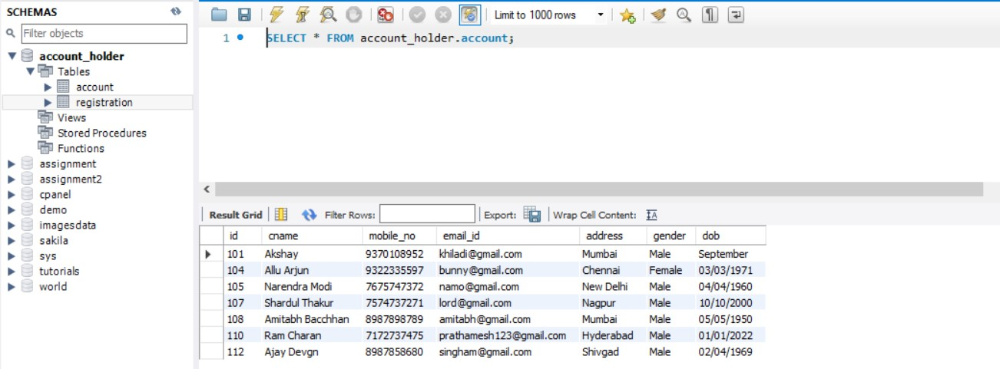 SCHEMAS
Filter objects
account_holder
Tables
account
registration
Views
Stored Procedures
Functions
assignment
assignment2
cpanel
demo
imagesdata
sakila
sys
tutorials
world
Limit to 1000 rows
1 SELECT * FROM account_holder.account;
Result Grid Filter Rows: Export: Wrap Cell Content:
id cname mobile_no email_id address gender dob
101 Akshay 9370108952 khiladi@gmail.com Mumbai Male September
104 Allu Arjun 9322335597 bunny@gmail.com Chennai Female 03/03/1971
105 Narendra Modi 7675747372 namo@gmail.com New Delhi Male 04/04/1960
107 Shardul Thakur 7574737271 lord@gmail.com Nagpur Male 10/10/2000
108 Amitabh Bacchhan 8987898789 amitabh@gmail.com Mumbai Male 05/05/1950
110 Ram Charan 7172737475 prathamesh123@gmail.com Hyderabad Male 01/01/2022
112 Ajay Devgn 8987858680 singham@gmail.com Shivgad Male 02/04/1969